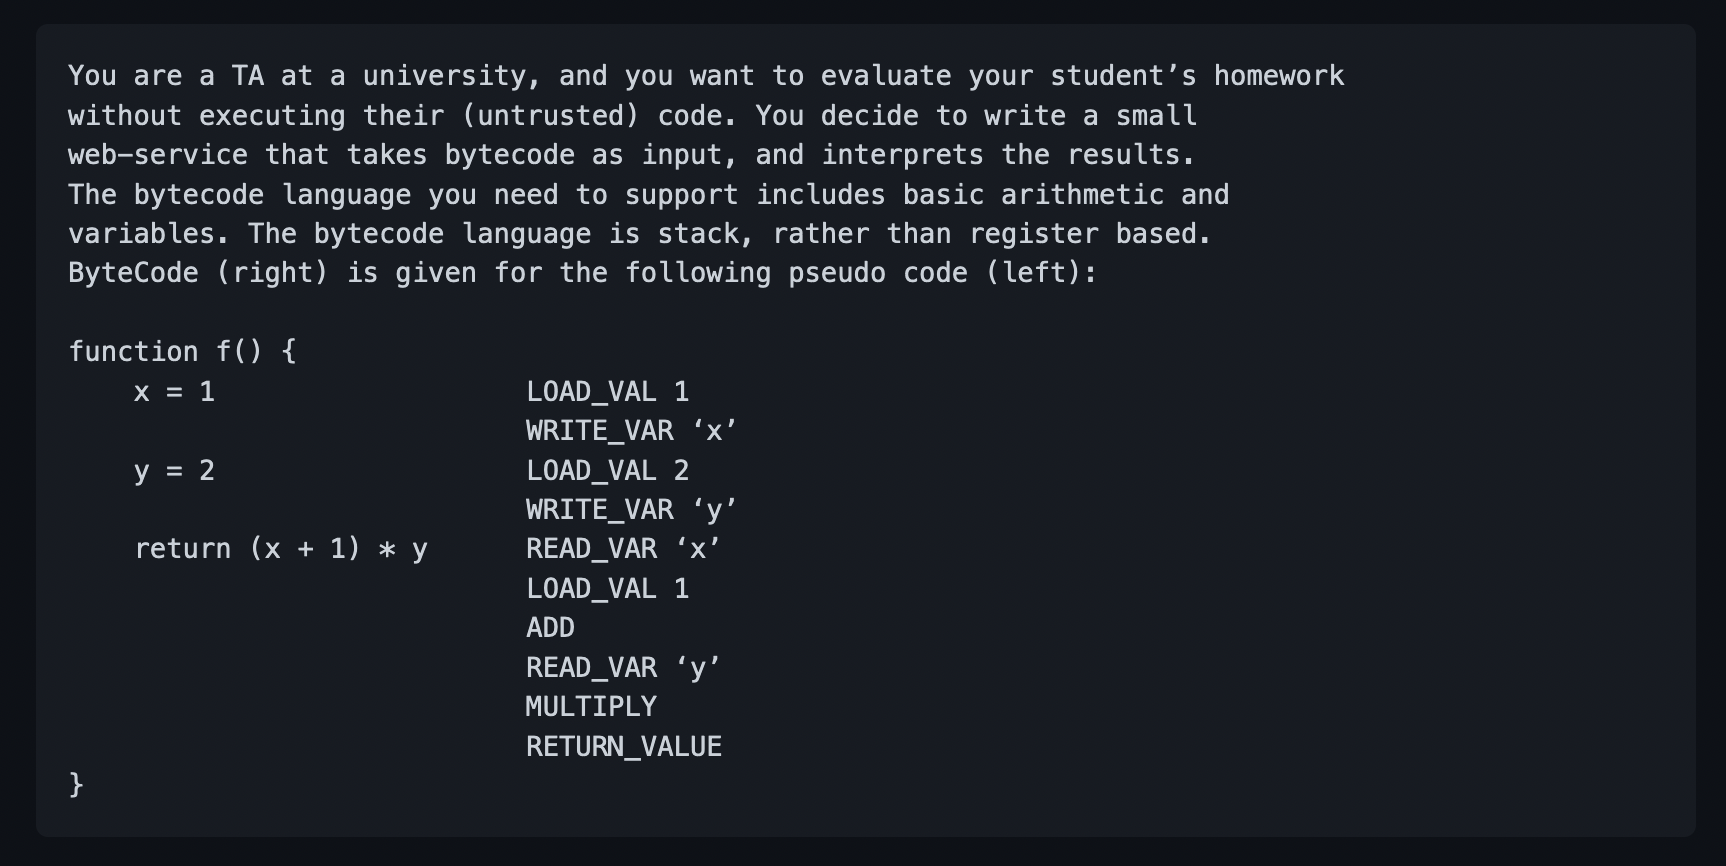 You are a TA at a university, and you want to evaluate your student’s homework
without executing their (untrusted) code. You decide to write a small
web-service that takes bytecode as input, and interprets the results.
The bytecode language you need to support includes basic arithmetic and
variables. The bytecode language is stack, rather than register based.
ByteCode (right) is given for the following pseudo code (left):

function f() {
    x = 1                   LOAD_VAL 1
                            WRITE_VAR ‘x’
    y = 2                   LOAD_VAL 2
                            WRITE_VAR ‘y’
    return (x + 1) * y      READ_VAR ‘x’
                            LOAD_VAL 1
                            ADD
                            READ_VAR ‘y’
                            MULTIPLY
                            RETURN_VALUE
}